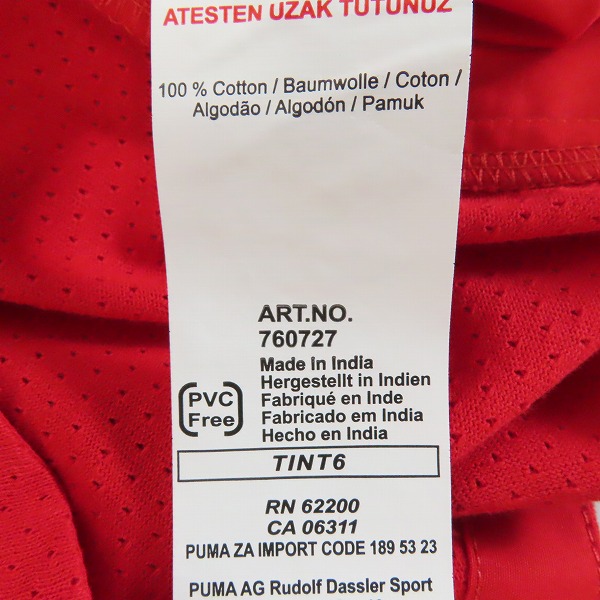 ATESTEN UZAK TUTUNUZ
100 % Cotton / Baumwolle / Coton /
Algodão / Algodón / Pamuk
ART.NO.
760727
Made in India
Hergestellt in Indien
Fabriqué en Inde
Fabricado em India
Hecho en India
PVC
Free
TINT6
RN 62200
CA 06311
PUMA ZA IMPORT CODE 189 53 23
PUMA AG Rudolf Dassler Sport